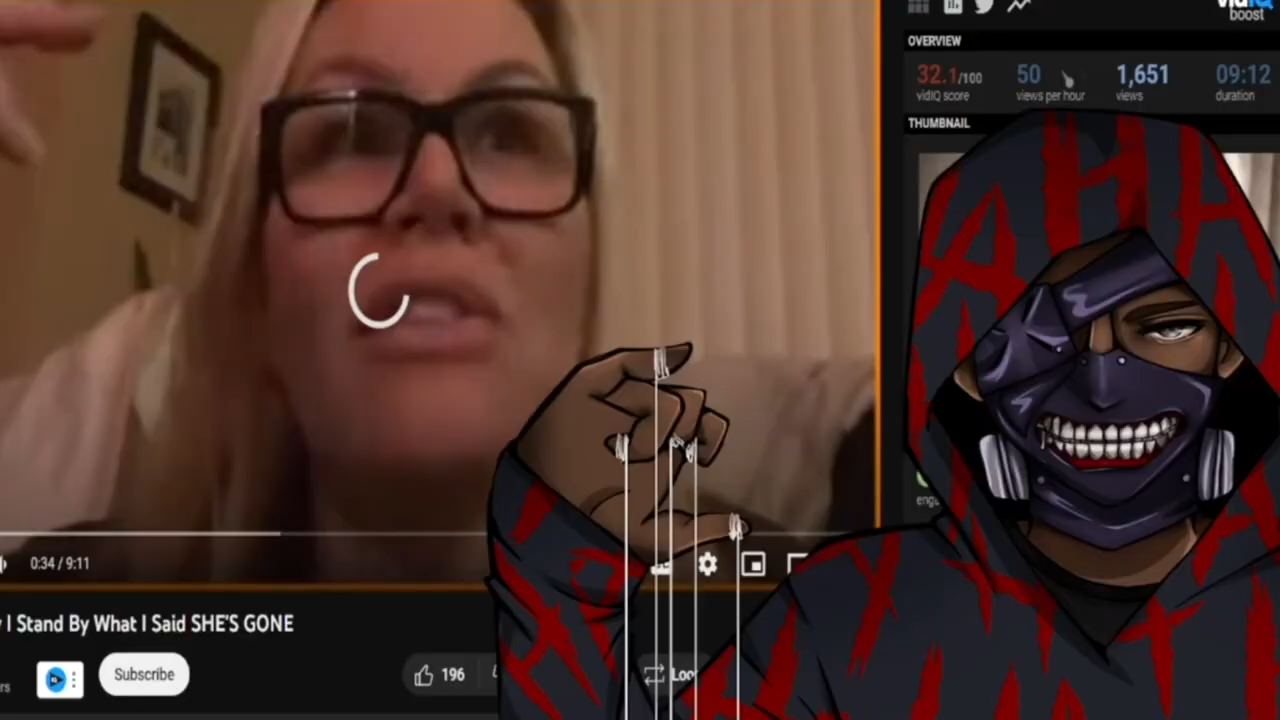 vidIQ
boost
OVERVIEW
32.1/100 50 1,651 09:12
vidIQ score views per hour views duration
THUMBNAIL
0:34 / 9:11
I Stand By What I Said SHE'S GONE
Subscribe
196